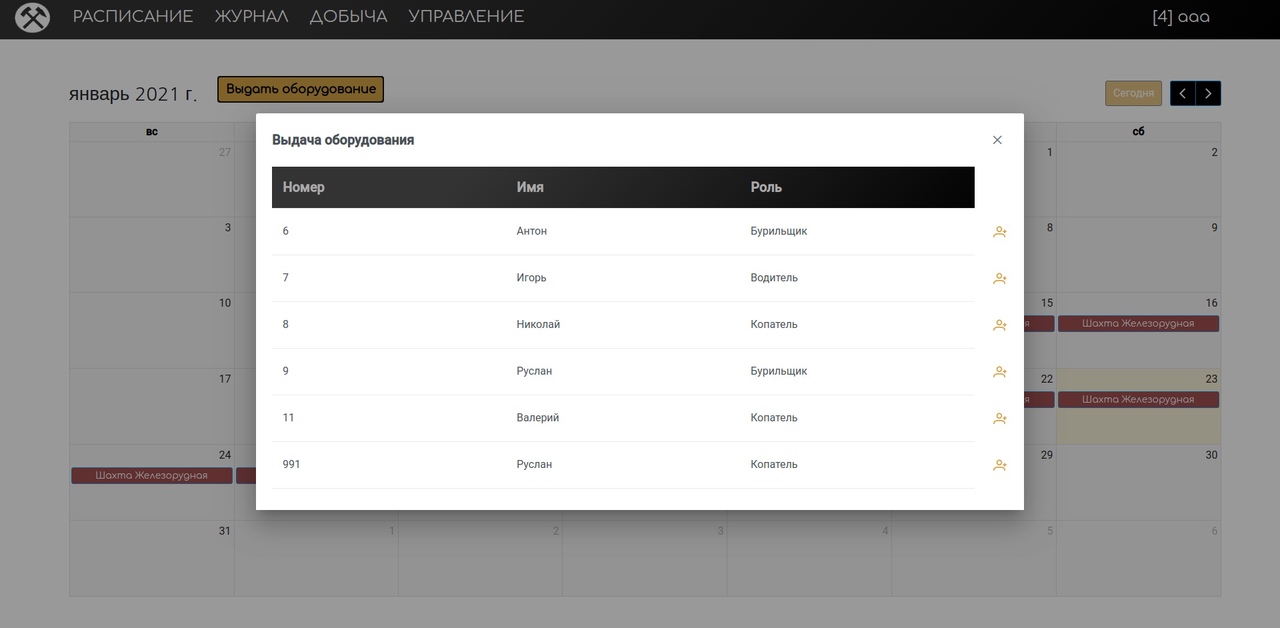 РАСПИСАНИЕ ЖУРНАЛ ДОБЫЧА УПРАВЛЕНИЕ [4] ааа
январь 2021 г. Выдать оборудование Сегодня
вс сб
27 1 2
Выдача оборудования
Номер Имя Роль
3 8 9
6 Антон Бурильщик
7 Игорь Водитель
10 15 16
8 Николай Копатель
я Шахта Железорудная
17 22 23
9 Руслан Бурильщик
я Шахта Железорудная
11 Валерий Копатель
24 29 30
991 Руслан Копатель
Шахта Железорудная
31 1 2 3 4 5 6